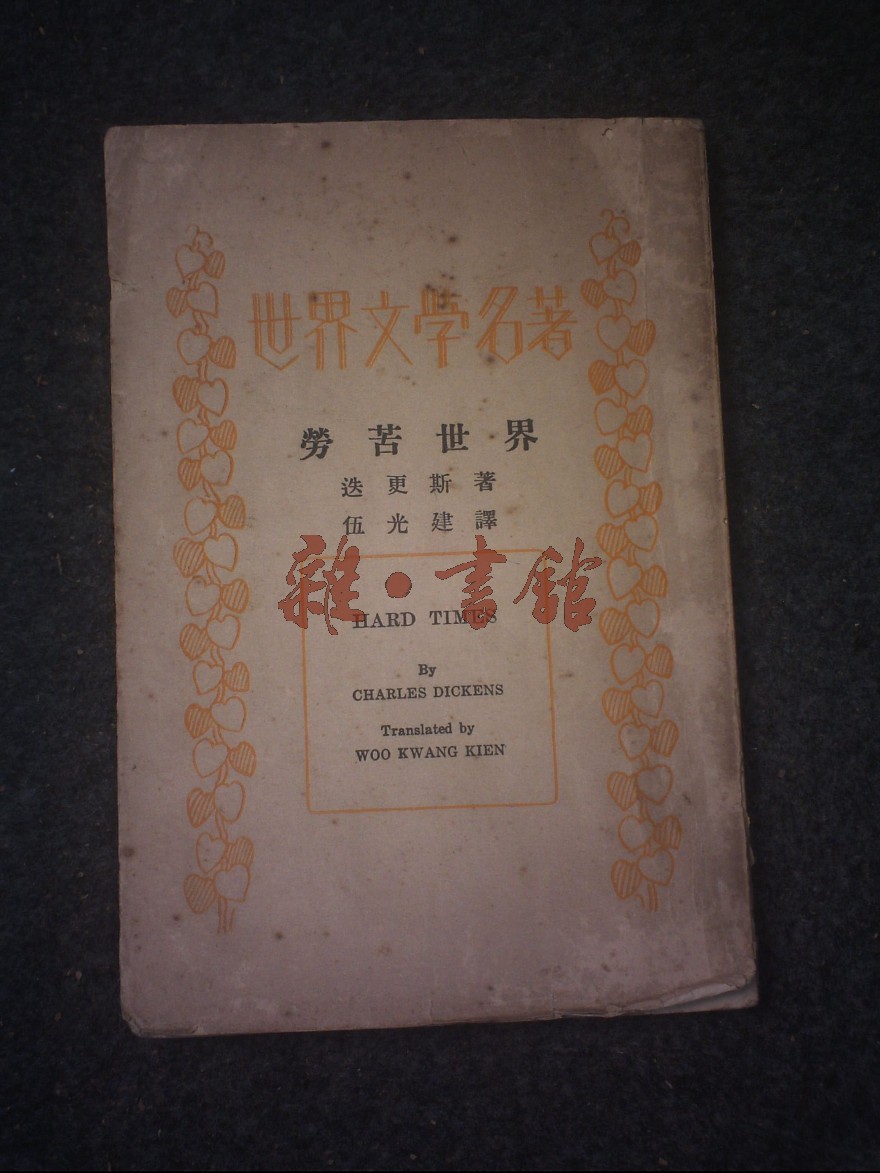 世界文學名著
勞苦世界
迭更斯著
伍光建譯
雜·書館
HARD TIMES
By
CHARLES DICKENS
Translated by
WOO KWANG KIEN